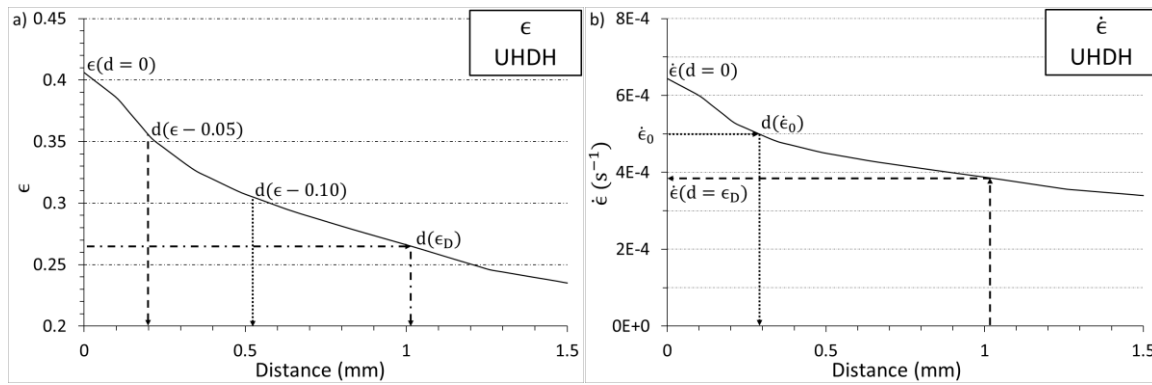 a)
0.45
0.4
0.35
0.3
0.25
0.2
ϵ
ϵ
UHDH
ϵ(d = 0)
d(ϵ − 0.05)
d(ϵ − 0.10)
d(ϵ_D)
0 0.5 1 1.5
Distance (mm)
b)
8E-4
6E-4
4E-4
2E-4
0E+0
ϵ̇ (s⁻¹)
ϵ̇
UHDH
ϵ̇(d = 0)
ϵ̇₀
d(ϵ̇₀)
ϵ̇(d = ϵ_D)
0 0.5 1 1.5
Distance (mm)